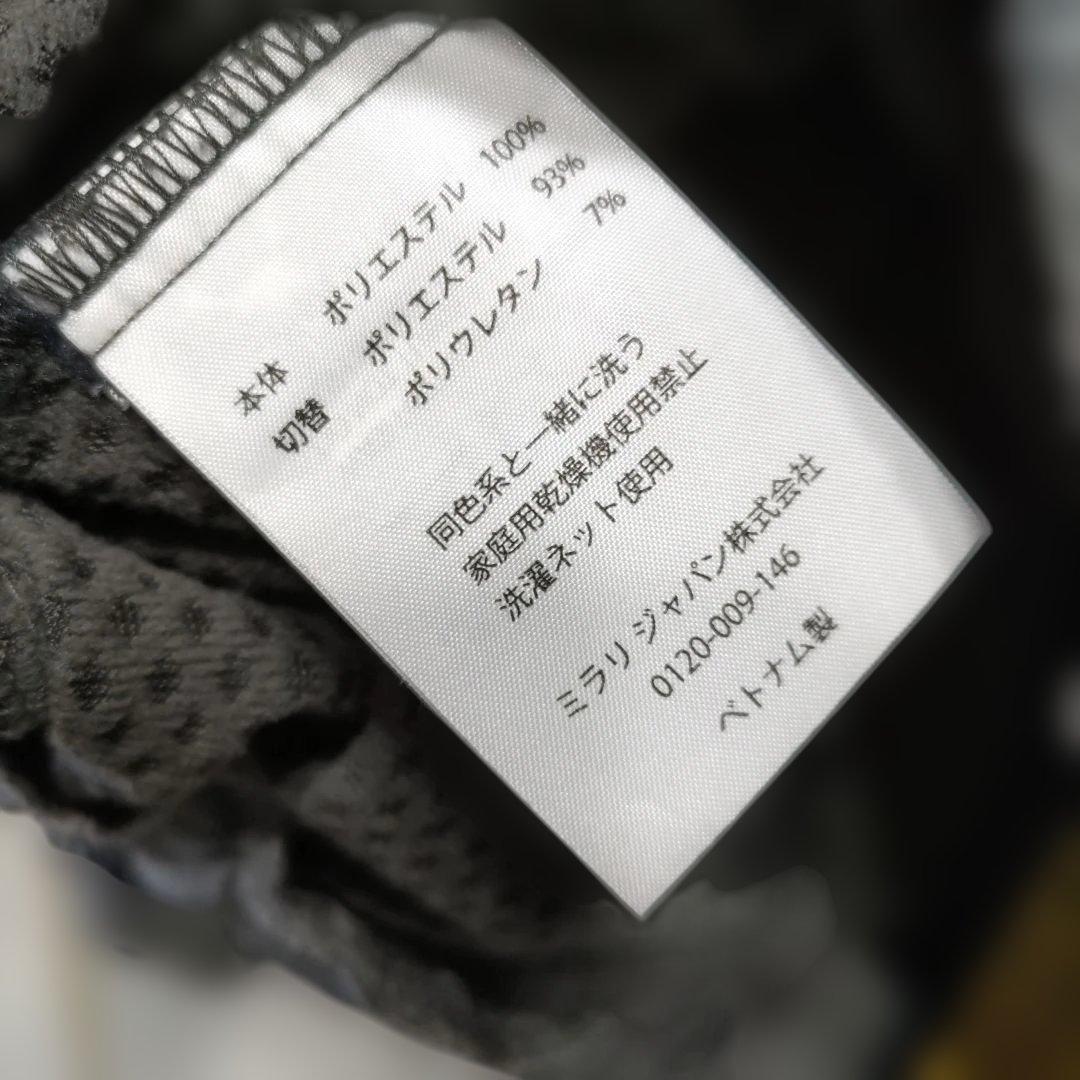 本体 ポリエステル 100%
切替 ポリエステル 93%
ポリウレタン 7%
同色系と一緒に洗う
家庭用乾燥機使用禁止
洗濯ネット使用
ミラリ ジャパン株式会社
0120-009-146
ベトナム製